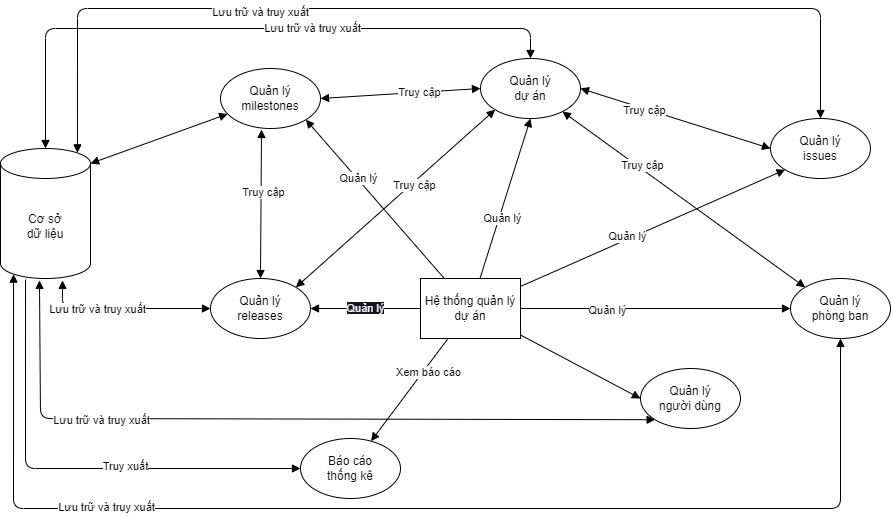 Lưu trữ và truy xuất
Lưu trữ và truy xuất
Quản lý
milestones
Truy cập
Quản lý
dự án
Truy cập
Quản lý
issues
Truy cập
Quản lý
Truy cập
Truy cập
Cơ sở
dữ liệu
Quản lý
Quản lý
Quản lý
releases
Lưu trữ và truy xuất
Quản lý
Hệ thống quản lý
dự án
Quản lý
Quản lý
phòng ban
Xem báo cáo
Quản lý
người dùng
Lưu trữ và truy xuất
Báo cáo
thống kê
Truy xuất
Lưu trữ và truy xuất